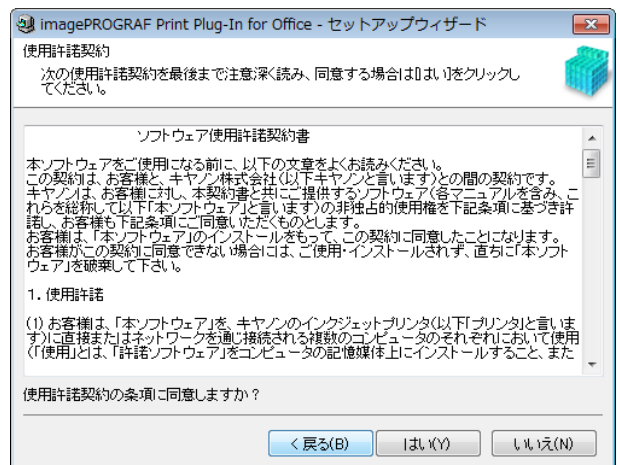 imagePROGRAF Print Plug-In for Office - セットアップウィザード
使用許諾契約
次の使用許諾契約を最後まで注意深く読み、同意する場合は[はい]をクリックし
てください。
ソフトウェア使用許諾契約書
本ソフトウェアをご使用になる前に、以下の文章をよくお読みください。
この契約は、お客様と、キヤノン株式会社(以下キヤノンと言います)との間の契約です。
キヤノンは、お客様に対し、本契約書と共にご提供するソフトウェア(各マニュアルを含み、こ
れらを総称して以下「本ソフトウェア」と言います)の非独占的使用権を下記条項に基づき許
諾し、お客様も下記条項にご同意いただくものとします。
お客様は、「本ソフトウェア」のインストールをもって、この契約に同意したことになります。
お客様がこの契約に同意できない場合には、ご使用・インストールされず、直ちに「本ソフト
ウェア」を破棄して下さい。
1. 使用許諾
(1) お客様は、「本ソフトウェア」を、キヤノンのインクジェットプリンタ(以下「プリンタ」と言いま
す)に直接またはネットワークを通じ接続される複数のコンピュータのそれぞれにおいて使用
(「使用」とは、「許諾ソフトウェア」をコンピュータの記憶媒体上にインストールすること、また
使用許諾契約の条項に同意しますか?
< 戻る(B)
はい(Y)
いいえ(N)